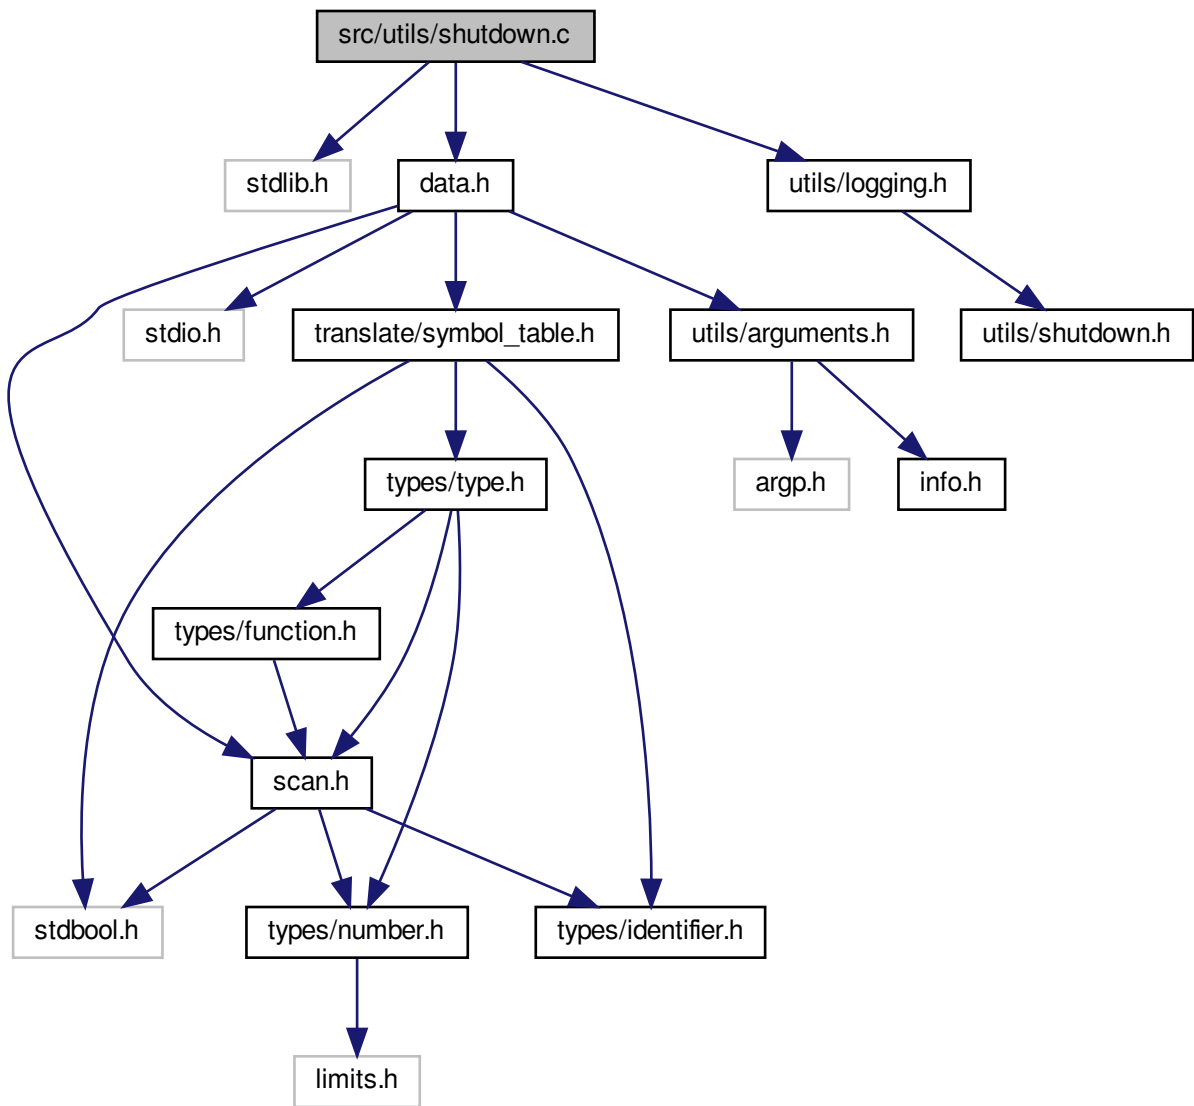 src/utils/shutdown.c
stdlib.h
data.h
utils/logging.h
stdio.h
translate/symbol_table.h
utils/arguments.h
utils/shutdown.h
types/type.h
argp.h
info.h
types/function.h
scan.h
stdbool.h
types/number.h
types/identifier.h
limits.h